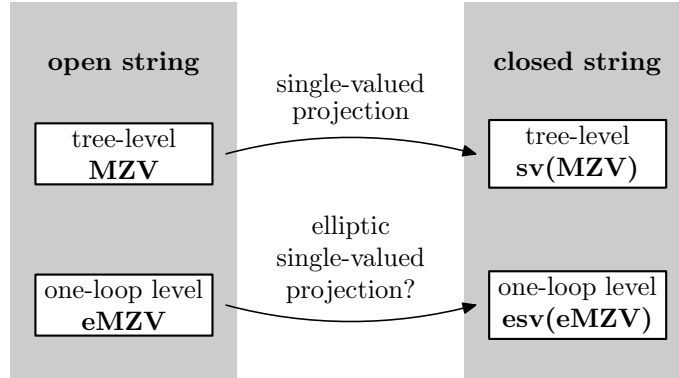 open string
closed string
single-valued
projection
tree-level
MZV
tree-level
sv(MZV)
elliptic
single-valued
projection?
one-loop level
eMZV
one-loop level
esv(eMZV)